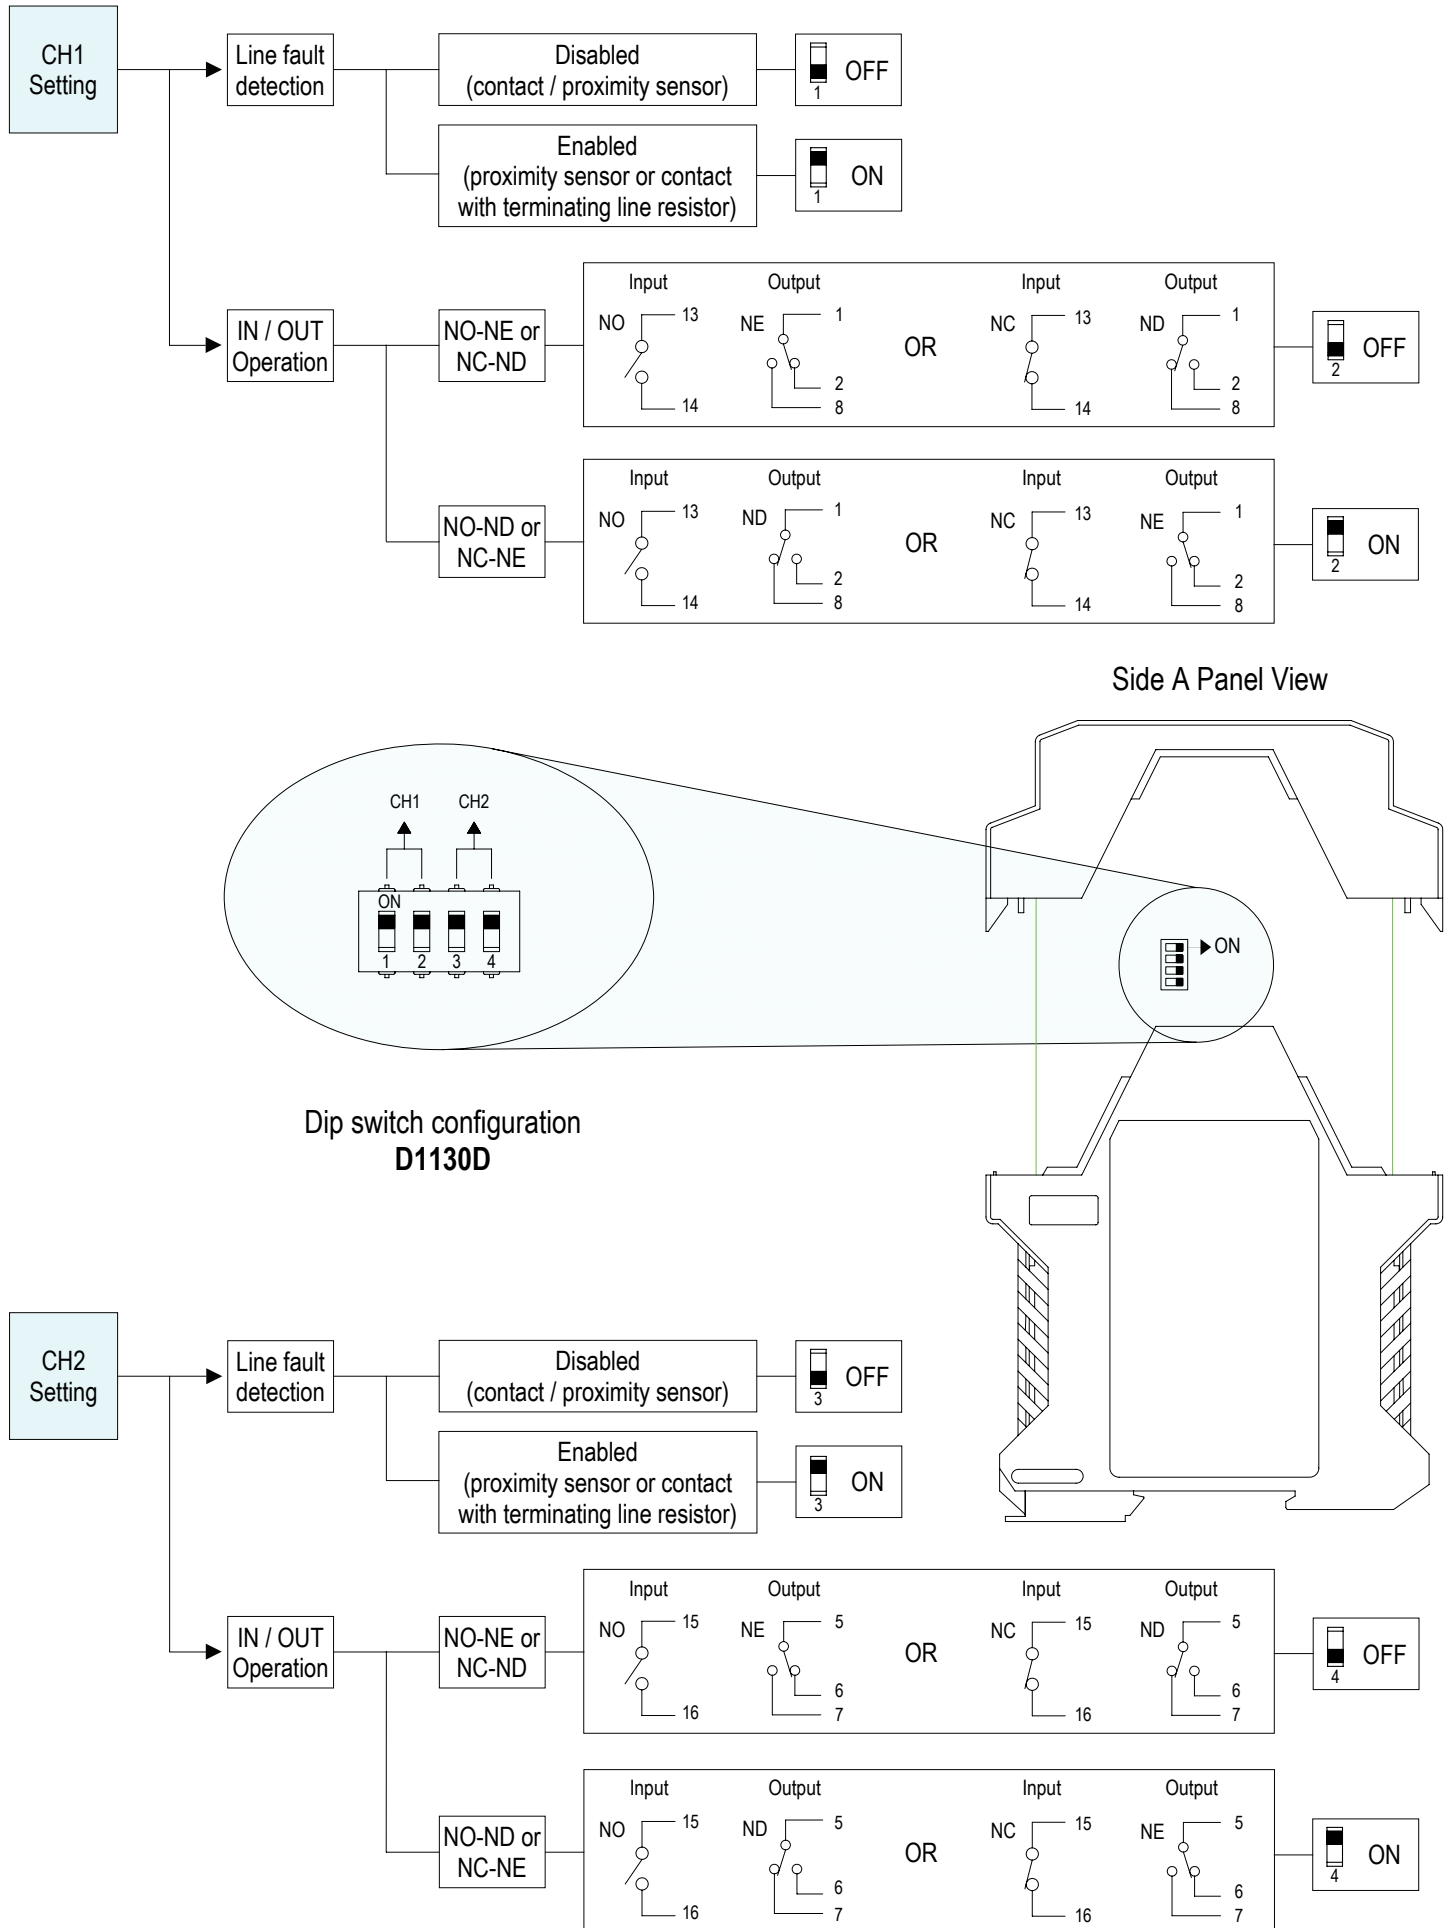 CH1
Setting
Line fault
detection
Disabled
(contact / proximity sensor)
1
OFF
Enabled
(proximity sensor or contact
with terminating line resistor)
1
ON
IN / OUT
Operation
NO-NE or
NC-ND
Input
Output
Input
Output
NO
13
14
NE
1
2
8
OR
NC
13
14
ND
1
2
8
2
OFF
NO-ND or
NC-NE
Input
Output
Input
Output
NO
13
14
ND
1
2
8
OR
NC
13
14
NE
1
2
8
2
ON
Side A Panel View
CH1
CH2
ON
1 2 3 4
ON
Dip switch configuration
D1130D
CH2
Setting
Line fault
detection
Disabled
(contact / proximity sensor)
3
OFF
Enabled
(proximity sensor or contact
with terminating line resistor)
3
ON
IN / OUT
Operation
NO-NE or
NC-ND
Input
Output
Input
Output
NO
15
16
NE
5
6
7
OR
NC
15
16
ND
5
6
7
4
OFF
NO-ND or
NC-NE
Input
Output
Input
Output
NO
15
16
ND
5
6
7
OR
NC
15
16
NE
5
6
7
4
ON